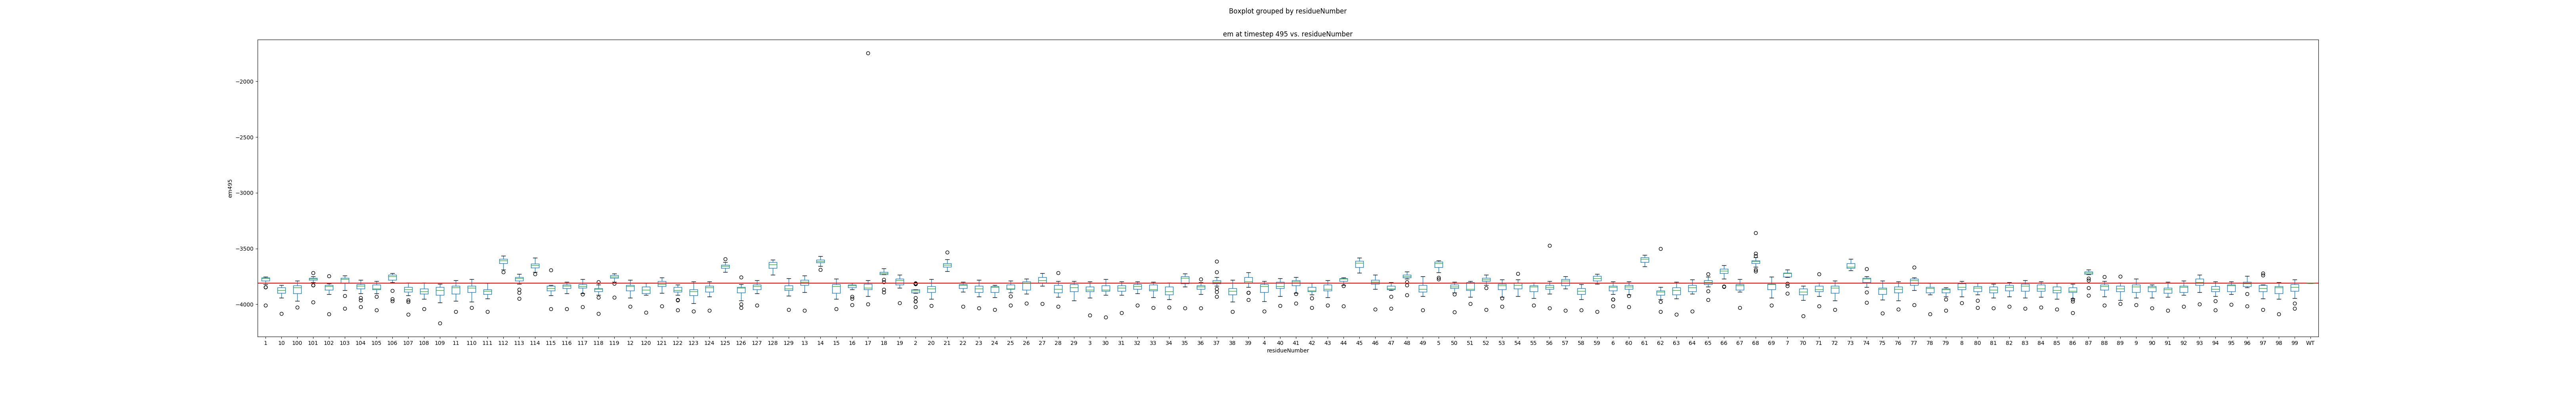 Boxplot grouped by residueNumber
em at timestep 495 vs. residueNumber
−2000
−2500
−3000
−3500
−4000
em495
1 10 100 101 102 103 104 105 106 107 108 109 11 110 111 112 113 114 115 116 117 118 119 12 120 121 122 123 124 125 126 127 128 129 13 14 15 16 17 18 19 2 20 21 22 23 24 25 26 27 28 29 3 30 31 32 33 34 35 36 37 38 39 4 40 41 42 43 44 45 46 47 48 49 5 50 51 52 53 54 55 56 57 58 59 6 60 61 62 63 64 65 66 67 68 69 7 70 71 72 73 74 75 76 77 78 79 8 80 81 82 83 84 85 86 87 88 89 9 90 91 92 93 94 95 96 97 98 99 WT
residueNumber